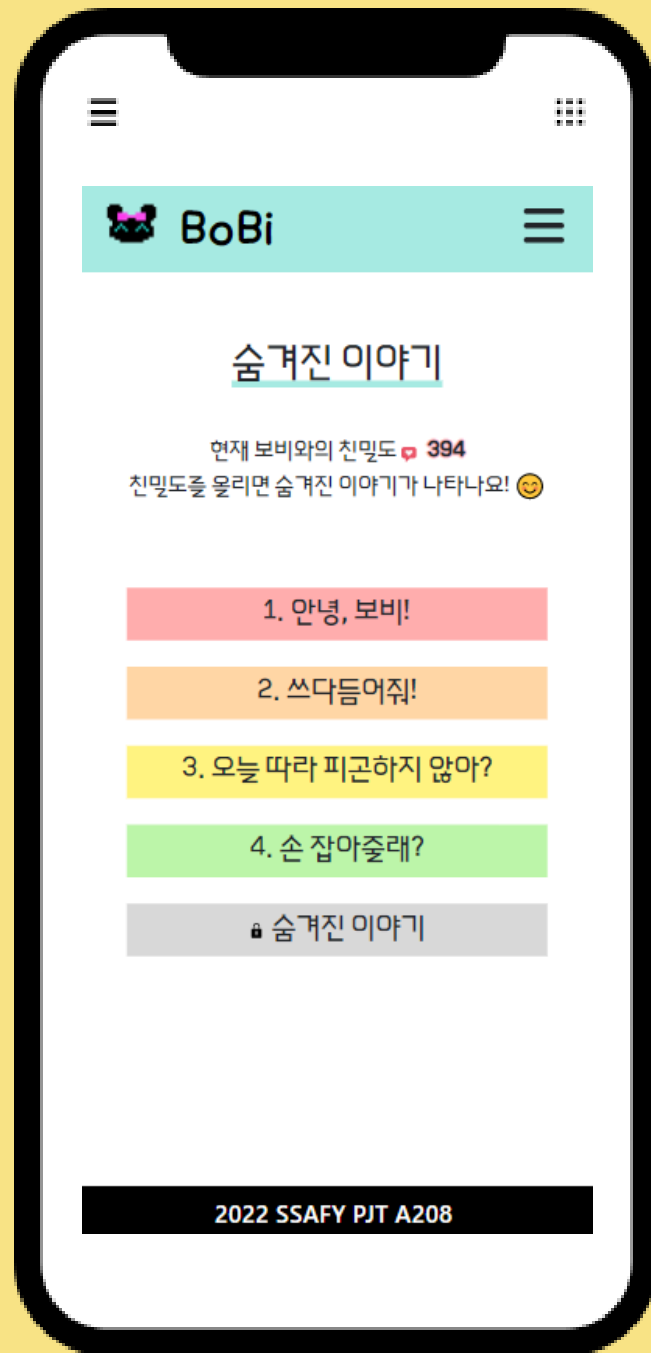 BoBi
숨겨진 이야기
현재 보비와의 친밀도 394
친밀도를 올리면 숨겨진 이야기가 나타나요! 😊
1. 안녕, 보비!
2. 쓰다듬어줘!
3. 오늘 따라 피곤하지 않아?
4. 손 잡아줄래?
🔒 숨겨진 이야기
2022 SSAFY PJT A208